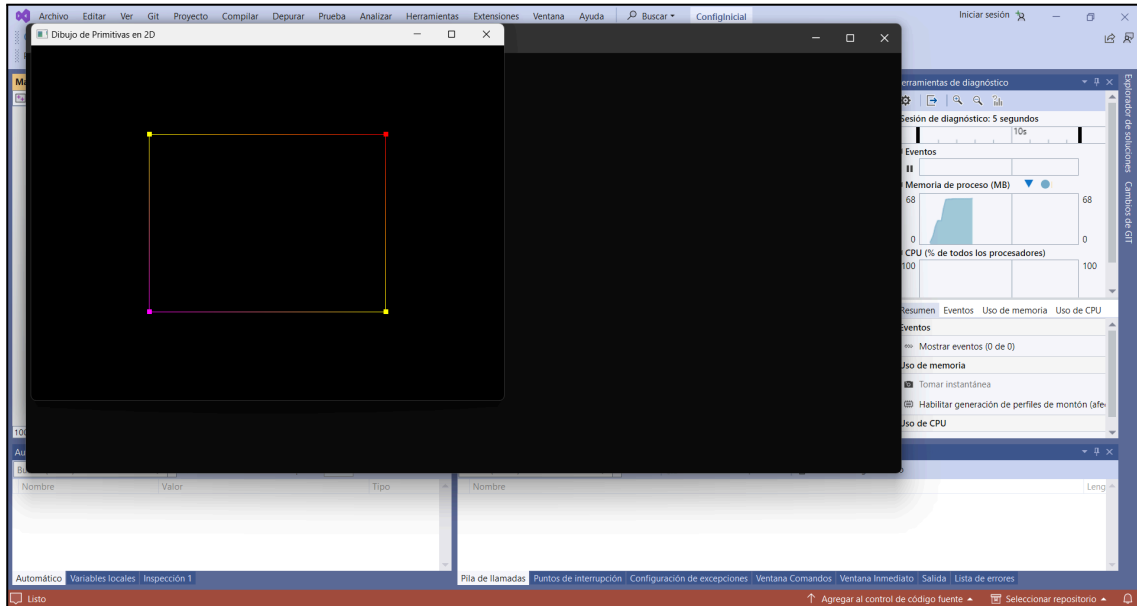 Archivo Editar Ver Git Proyecto Compilar Depurar Prueba Analizar Herramientas Extensiones Ventana Ayuda Buscar ConfigInicial Iniciar sesión
Dibujo de Primitivas en 2D
Ma
erramientas de diagnóstico
Sesión de diagnóstico: 5 segundos
10s
Eventos
Memoria de proceso (MB)
68 68
0 0
CPU (% de todos los procesadores)
100 100
Resumen Eventos Uso de memoria Uso de CPU
Eventos
Mostrar eventos (0 de 0)
Uso de memoria
Tomar instantánea
Habilitar generación de perfiles de montón (afe
Uso de CPU
Explorador de soluciones
Cambios de GIT
100
Au
Bu
Nombre Valor Tipo
Nombre Leng
Automático Variables locales Inspección 1
Pila de llamadas Puntos de interrupción Configuración de excepciones Ventana Comandos Ventana Inmediato Salida Lista de errores
Listo Agregar al control de código fuente Seleccionar repositorio